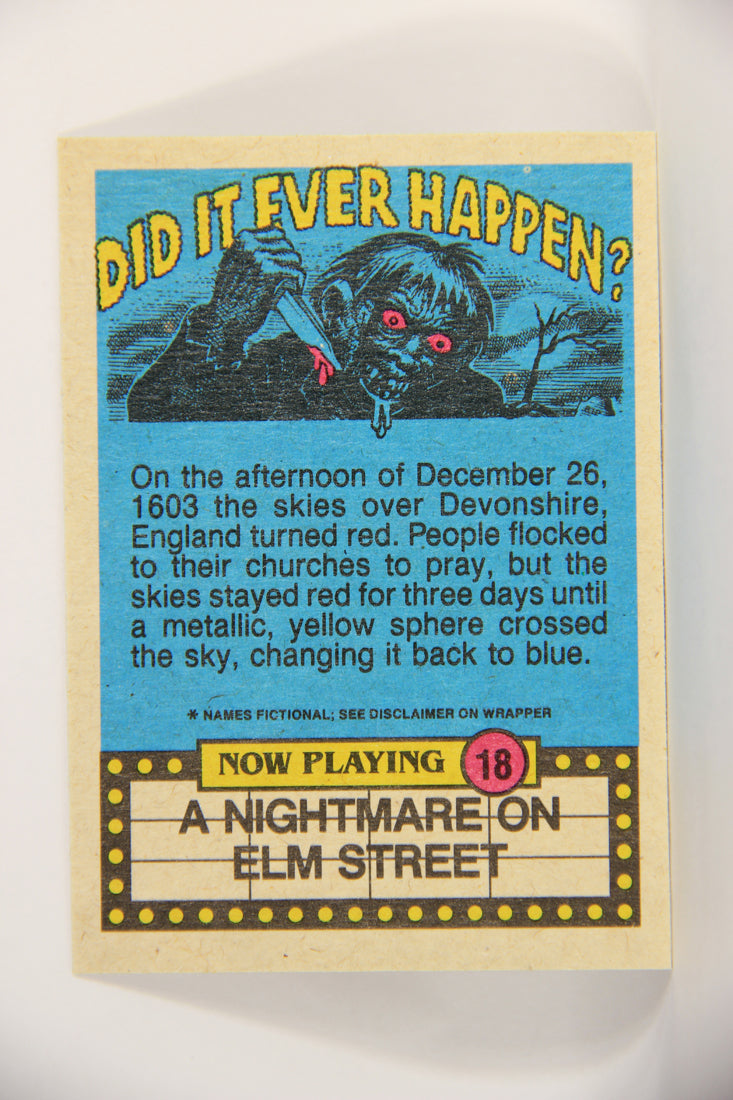 DID IT EVER HAPPEN?
On the afternoon of December 26,
1603 the skies over Devonshire,
England turned red. People flocked
to their churches to pray, but the
skies stayed red for three days until
a metallic, yellow sphere crossed
the sky, changing it back to blue.
* NAMES FICTIONAL; SEE DISCLAIMER ON WRAPPER
NOW PLAYING 18
A NIGHTMARE ON
ELM STREET